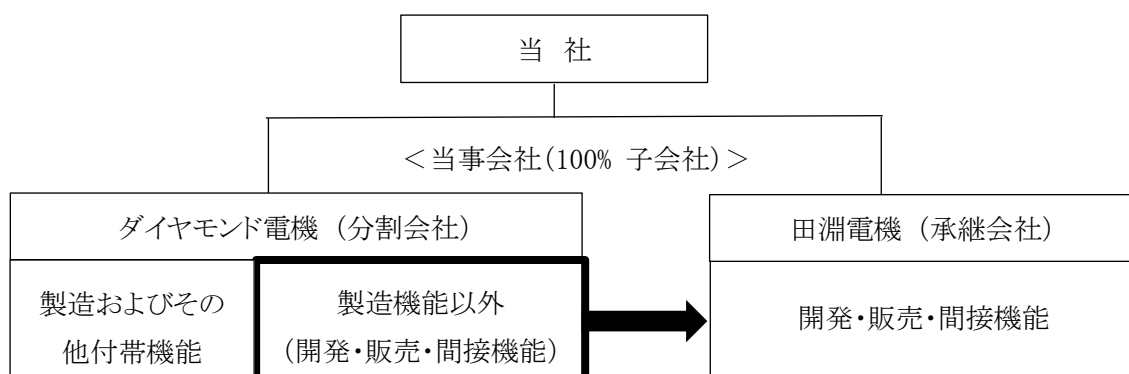 当 社
＜当事会社(100% 子会社)＞
ダイヤモンド電機 (分割会社)
田淵電機 (承継会社)
製造およびその
他付帯機能
製造機能以外
(開発・販売・間接機能)
開発・販売・間接機能